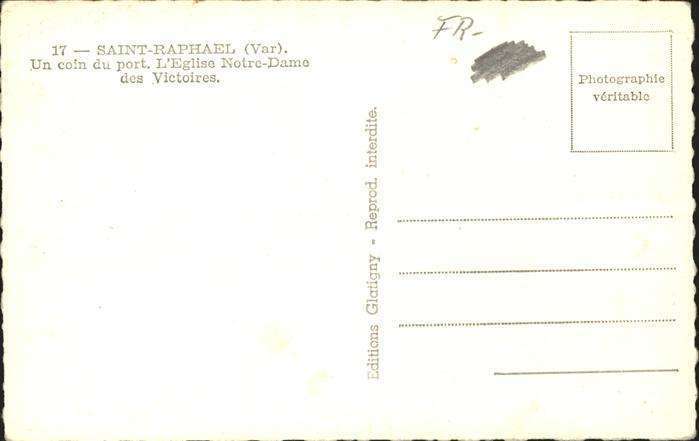 17 — SAINT-RAPHAEL (Var).
Un coin du port. L'Eglise Notre-Dame
des Victoires.
FR-
Photographie
véritable
Editions Glatigny - Reprod. interdite.